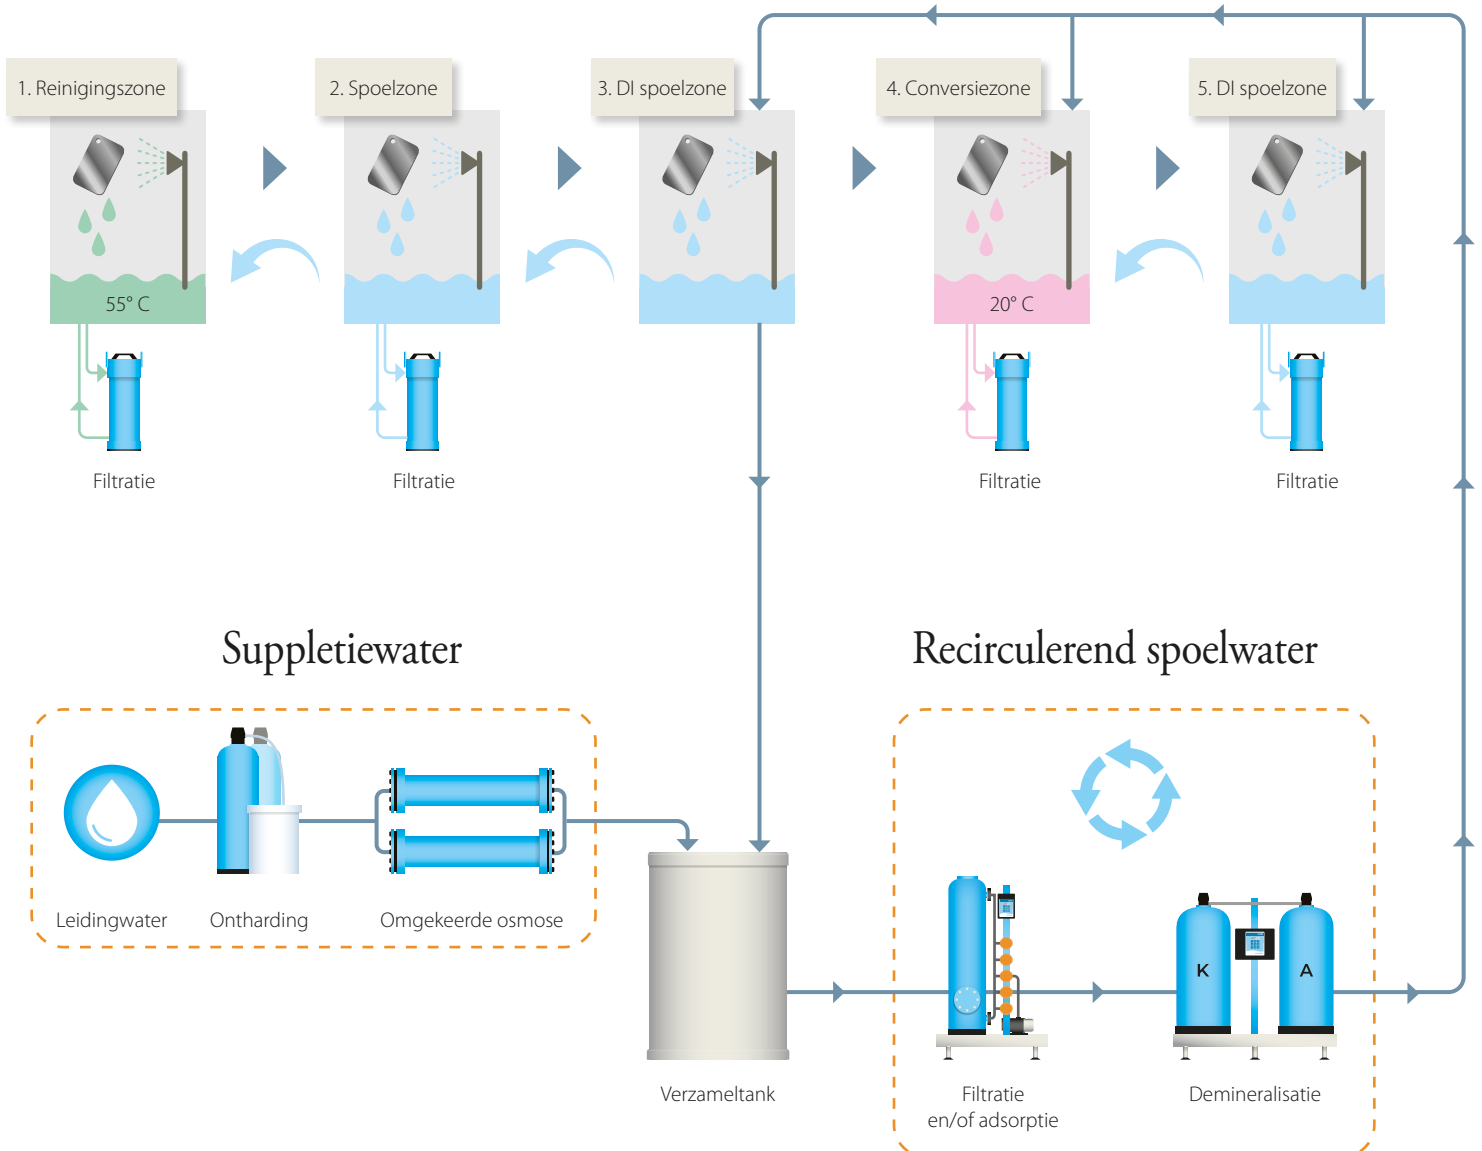 1. Reinigingszone
2. Spoelzone
3. DI spoelzone
4. Conversiezone
5. DI spoelzone
55° C
20° C
Filtratie
Filtratie
Filtratie
Filtratie
Suppletiewater
Recirculerend spoelwater
Leidingwater
Ontharding
Omgekeerde osmose
K
A
Verzameltank
Filtratie
en/of adsorptie
Demineralisatie